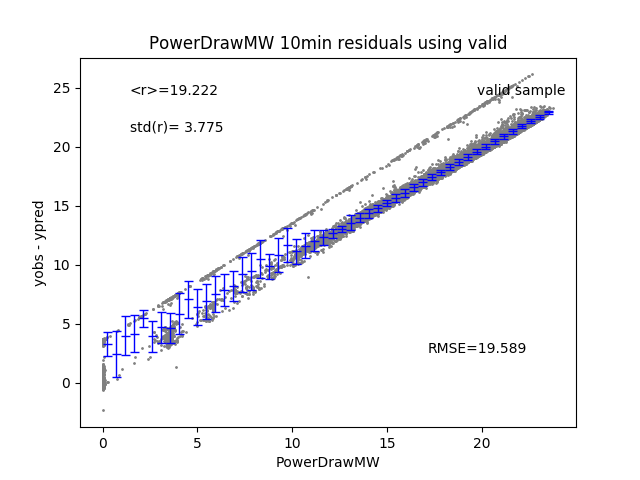 PowerDrawMW 10min residuals using valid
<r>=19.222
valid sample
std(r)= 3.775
RMSE=19.589
yobs - ypred
25
20
15
10
5
0
0 5 10 15 20
PowerDrawMW